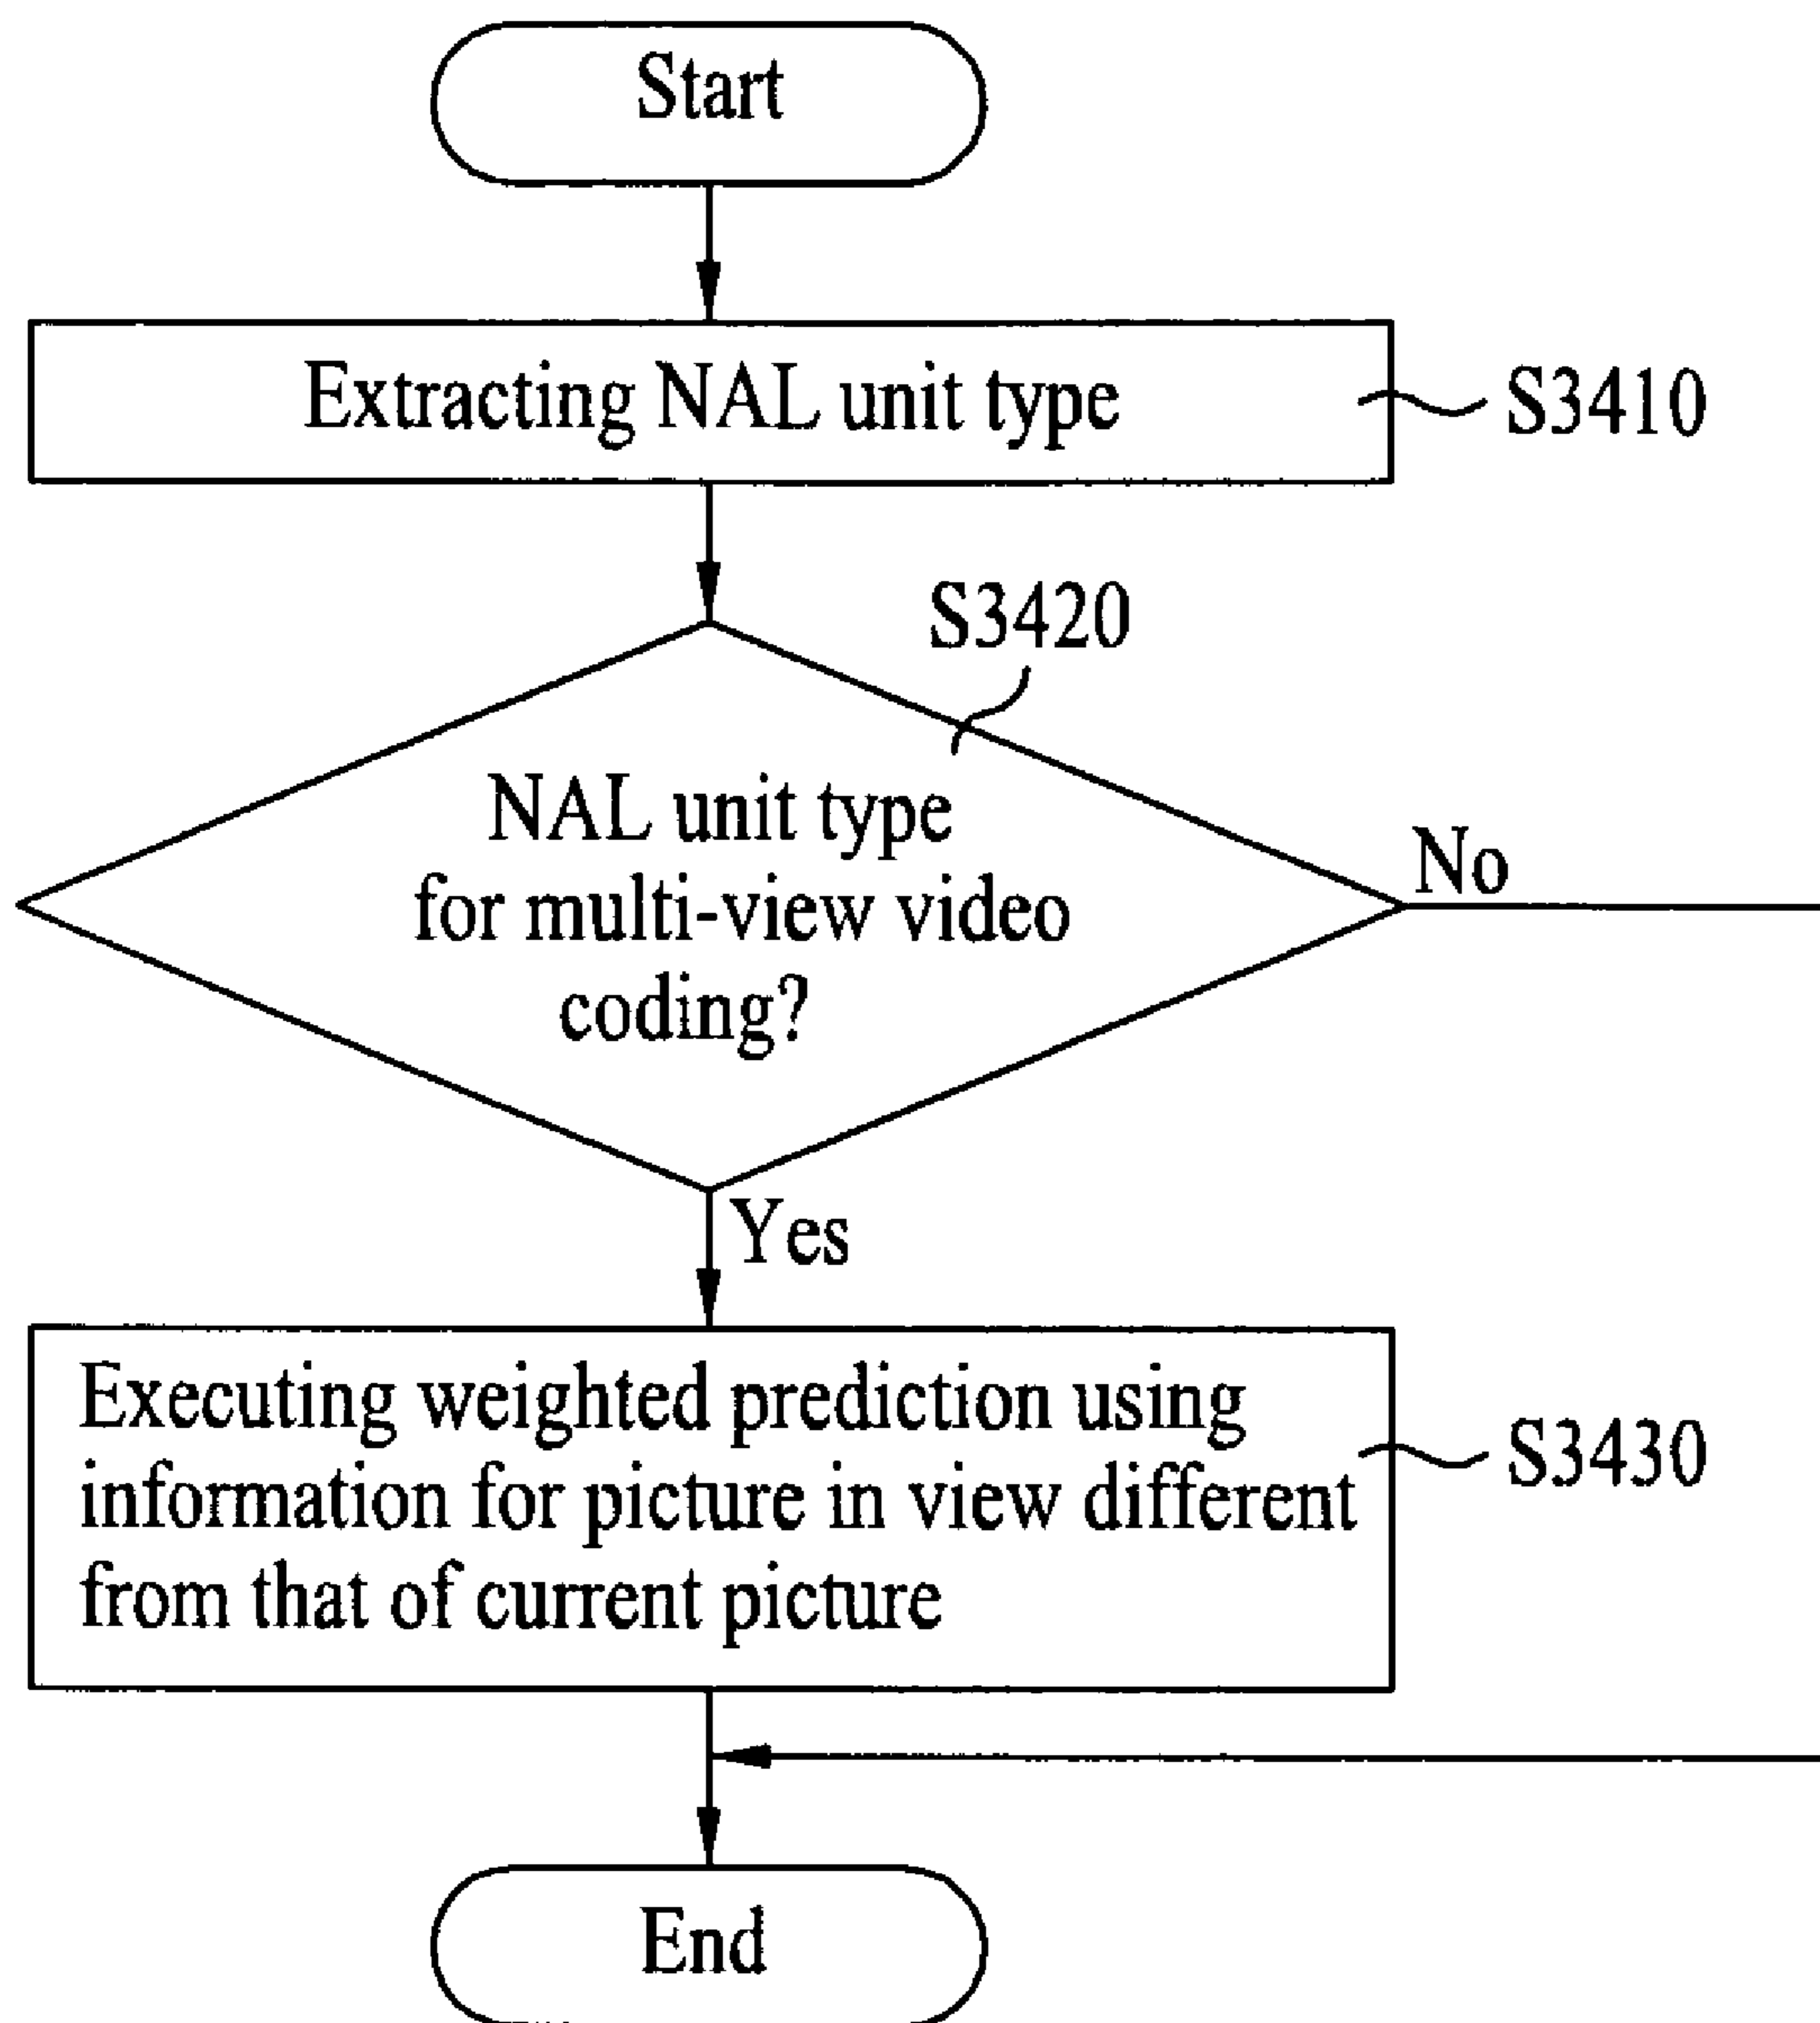 Start
Extracting NAL unit type
S3410
S3420
NAL unit type
for multi-view video
coding?
No
Yes
Executing weighted prediction using
information for picture in view different
from that of current picture
S3430
End